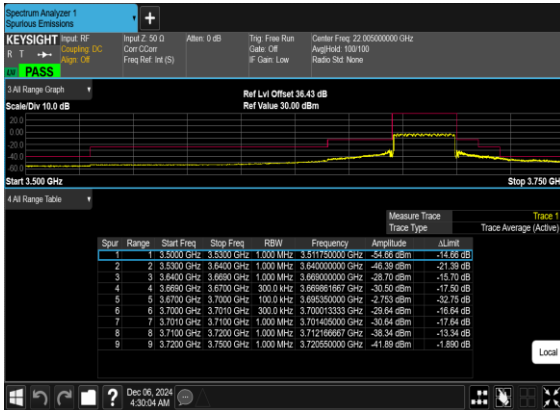 Spectrum Analyzer 1
Spurious Emissions
KEYSIGHT Input: RF Input Z: 50 Ω Atten: 0 dB Trig: Free Run Center Freq: 22.005000000 GHz
R T Coupling: DC Corr CCorr Gate: Off Avg|Hold: 100/100
Align: Off Freq Ref: Int (S) IF Gain: Low Radio Std: None
PASS
3 All Range Graph
Ref Lvl Offset 36.43 dB
Scale/Div 10.0 dB Ref Value 30.00 dBm
20.0
0.00
-20.0
-40.0
-60.0
Start 3.500 GHz Stop 3.750 GH
4 All Range Table
Measure Trace Trace 1
Trace Type Trace Average (Active)
Spur Range Start Freq Stop Freq RBW Frequency Amplitude ΔLimit
1 1 3.5000 GHz 3.5300 GHz 1.000 MHz 3.511750000 GHz -54.66 dBm -14.66 dB
2 2 3.5300 GHz 3.6400 GHz 1.000 MHz 3.640000000 GHz -46.39 dBm -21.39 dB
3 3 3.6400 GHz 3.6690 GHz 1.000 MHz 3.669000000 GHz -28.70 dBm -15.70 dB
4 4 3.6690 GHz 3.6700 GHz 300.0 kHz 3.669861667 GHz -30.50 dBm -17.50 dB
5 5 3.6700 GHz 3.7000 GHz 100.0 kHz 3.695350000 GHz -2.753 dBm -32.75 dB
6 6 3.7000 GHz 3.7010 GHz 300.0 kHz 3.700013333 GHz -29.64 dBm -16.64 dB
7 7 3.7010 GHz 3.7100 GHz 1.000 MHz 3.701405000 GHz -30.64 dBm -17.64 dB
8 8 3.7100 GHz 3.7200 GHz 1.000 MHz 3.712166667 GHz -38.34 dBm -13.34 dB
9 9 3.7200 GHz 3.7500 GHz 1.000 MHz 3.720550000 GHz -41.89 dBm -1.890 dB
Local
Dec 06, 2024
4:30:04 AM